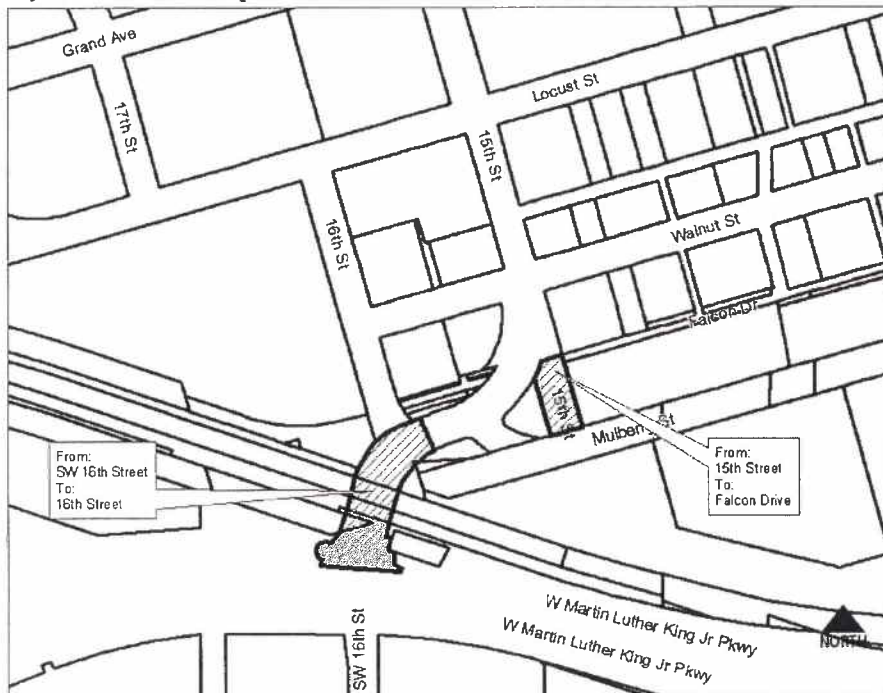 Grand Ave
Locust St
17th St
15th St
16th St
Walnut St
Falcon Dr
15th St
Mulberry St
From:
SW 16th Street
To:
16th Street
From:
15th Street
To:
Falcon Drive
W Martin Luther King Jr Pkwy
W Martin Luther King Jr Pkwy
SW 16th St
NORTH